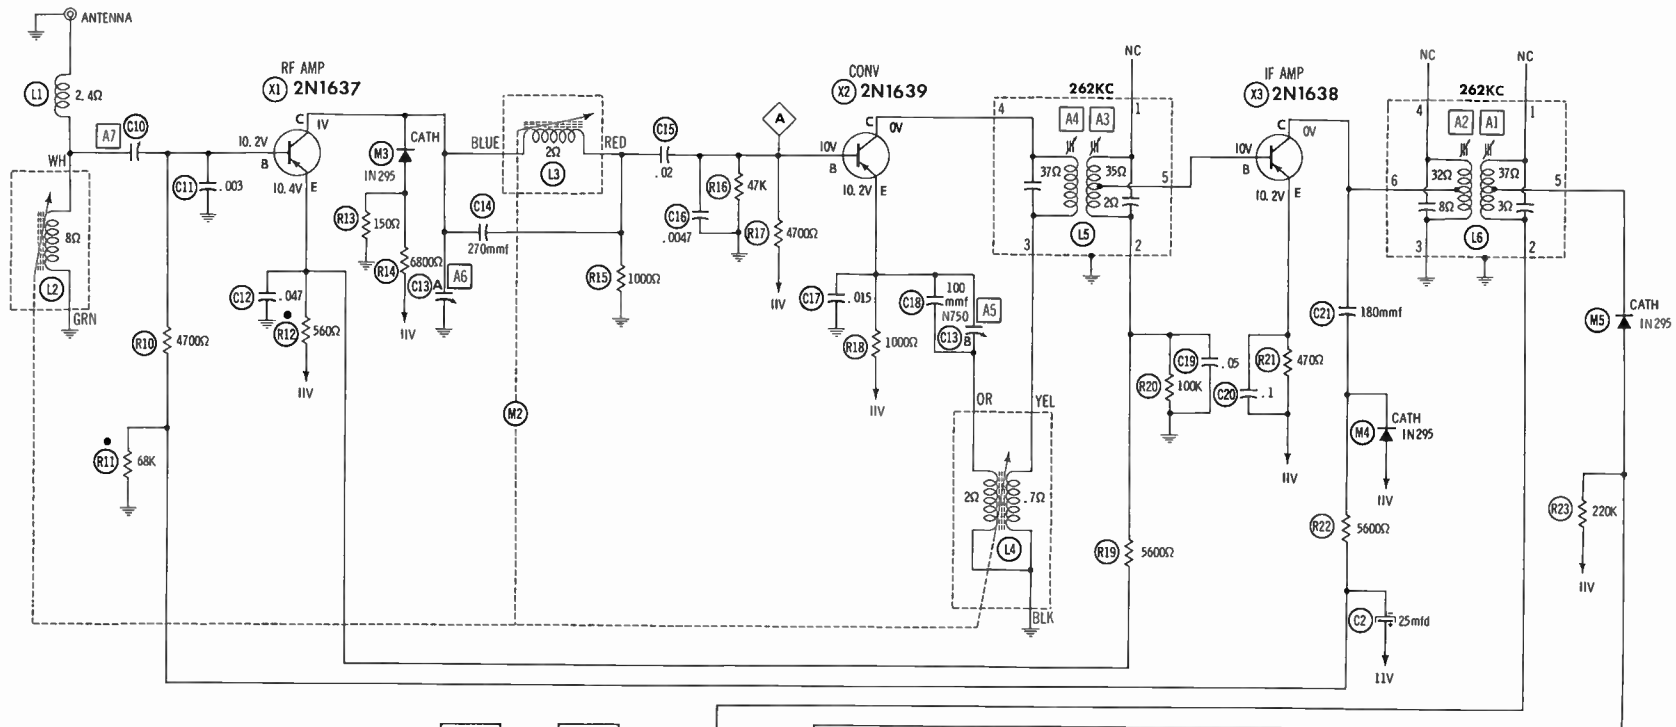 ANTENNA
L1
2.4Ω
A7
C10
WH
8Ω
L2
GRN
C11
.003
RF AMP
X1 2N1637
C
1V
10.2V
B
10.4V
E
C12
.047
R12
560Ω
11V
R10
4700Ω
R11
68K
CATH
M3
1N295
R13
150Ω
R14
6800Ω
11V
C13
A
A6
BLUE
RED
2Ω
L3
C14
270mmf
C15
.02
R15
1000Ω
M2
A
R16
47K
C16
.0047
R17
4700Ω
11V
CONV
X2 2N1639
C
0V
10V
B
10.2V
E
C17
.015
R18
1000Ω
11V
C18
100
mmf
N750
C13
B
A5
OR
YEL
2Ω
.7Ω
L4
BLK
NC
262KC
4
A4
A3
1
37Ω
35Ω
2Ω
5
3
L5
2
R19
5600Ω
R20
100K
C19
.05
IF AMP
X3 2N1638
C
0V
10V
B
10.2V
E
C20
.1
R21
470Ω
11V
NC
NC
262KC
4
A2
A1
1
6
32Ω
37Ω
8Ω
3Ω
5
3
L6
2
C21
180mmf
CATH
M4
1N295
11V
R22
5600Ω
C2
25mfd
11V
CATH
M5
1N295
R23
220K
11V